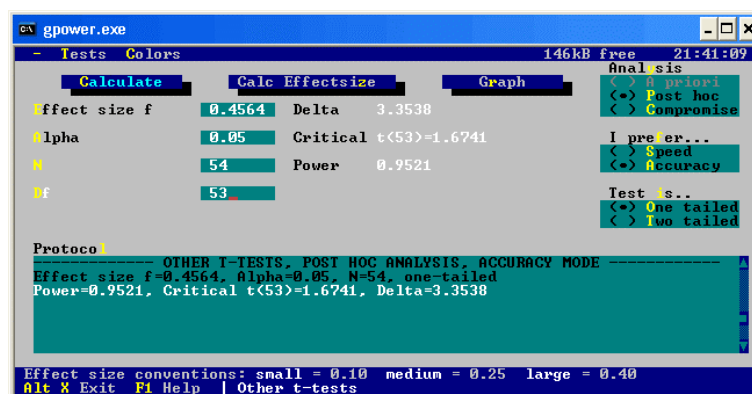 gpower.exe
- Tests Colors 146kB free 21:41:09
Calculate Calc Effectsize Graph
Analysis
( ) A priori
(•) Post hoc
( ) Compromise
Effect size f 0.4564 Delta 3.3538
Alpha 0.05 Critical t(53)=1.6741
N 54 Power 0.9521
Df 53_
I prefer...
( ) Speed
(•) Accuracy
Test is..
(•) One tailed
( ) Two tailed
Protocol
------------- OTHER T-TESTS, POST HOC ANALYSIS, ACCURACY MODE ------------
Effect size f=0.4564, Alpha=0.05, N=54, one-tailed
Power=0.9521, Critical t(53)=1.6741, Delta=3.3538
Effect size conventions: small = 0.10 medium = 0.25 large = 0.40
Alt X Exit F1 Help | Other t-tests